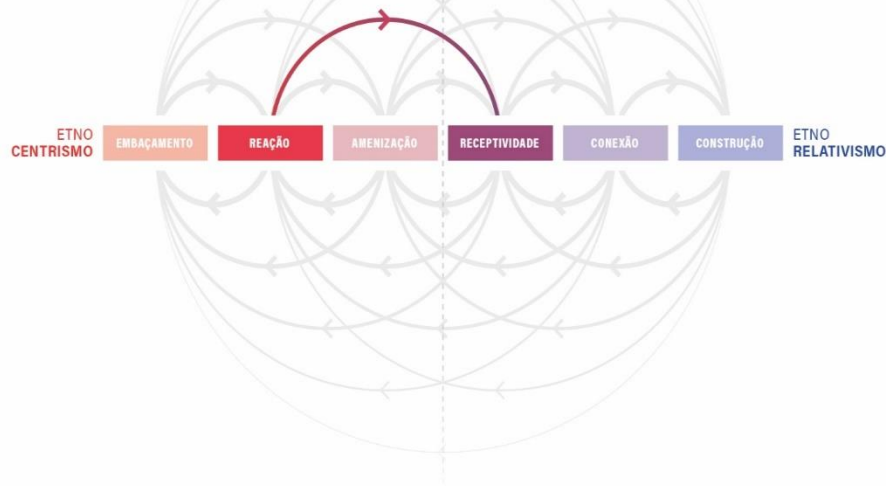 ETNO
CENTRISMO
EMBAÇAMENTO
REAÇÃO
AMENIZAÇÃO
RECEPTIVIDADE
CONEXÃO
CONSTRUÇÃO
ETNO
RELATIVISMO